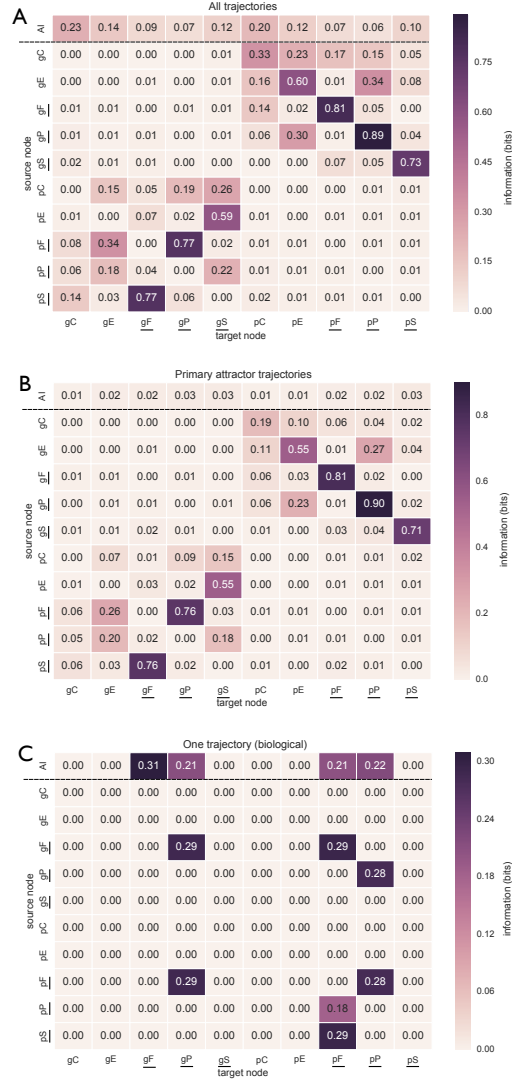 A
All trajectories
AI 0.23 0.14 0.09 0.07 0.12 0.20 0.12 0.07 0.06 0.10
gC 0.00 0.00 0.00 0.00 0.01 0.33 0.23 0.17 0.15 0.05
gE 0.00 0.01 0.01 0.00 0.01 0.16 0.60 0.01 0.34 0.08
gF 0.01 0.01 0.00 0.01 0.00 0.14 0.02 0.81 0.05 0.00
gP 0.01 0.01 0.01 0.00 0.01 0.06 0.30 0.01 0.89 0.04
gS 0.02 0.01 0.01 0.00 0.00 0.00 0.00 0.07 0.05 0.73
pC 0.00 0.15 0.05 0.19 0.26 0.00 0.00 0.00 0.01 0.01
pE 0.01 0.00 0.07 0.02 0.59 0.01 0.00 0.00 0.01 0.01
pF 0.08 0.34 0.00 0.77 0.02 0.01 0.01 0.00 0.01 0.00
pP 0.06 0.18 0.04 0.00 0.22 0.01 0.01 0.01 0.00 0.01
pS 0.14 0.03 0.77 0.06 0.00 0.02 0.01 0.01 0.01 0.00
gC gE gF gP gS pC pE pF pP pS
target node
source node
0.75
0.60
0.45
0.30
0.15
0.00
information (bits)
B
Primary attractor trajectories
AI 0.01 0.02 0.02 0.03 0.03 0.01 0.01 0.02 0.02 0.03
gC 0.00 0.00 0.00 0.00 0.00 0.19 0.10 0.06 0.04 0.02
gE 0.00 0.00 0.00 0.00 0.00 0.11 0.55 0.01 0.27 0.04
gF 0.01 0.01 0.00 0.01 0.00 0.06 0.03 0.81 0.02 0.00
gP 0.00 0.01 0.01 0.00 0.01 0.06 0.23 0.01 0.90 0.02
gS 0.01 0.01 0.02 0.01 0.00 0.01 0.00 0.03 0.04 0.71
pC 0.00 0.07 0.01 0.09 0.15 0.00 0.00 0.01 0.01 0.02
pE 0.01 0.00 0.03 0.02 0.55 0.00 0.00 0.00 0.01 0.01
pF 0.06 0.26 0.00 0.76 0.03 0.01 0.01 0.00 0.01 0.00
pP 0.05 0.20 0.02 0.00 0.18 0.00 0.01 0.01 0.00 0.01
pS 0.06 0.03 0.76 0.02 0.00 0.01 0.00 0.02 0.01 0.00
gC gE gF gP gS pC pE pF pP pS
target node
source node
0.8
0.6
0.4
0.2
0.0
information (bits)
C
One trajectory (biological)
AI 0.00 0.00 0.31 0.21 0.00 0.00 0.00 0.21 0.22 0.00
gC 0.00 0.00 0.00 0.00 0.00 0.00 0.00 0.00 0.00 0.00
gE 0.00 0.00 0.00 0.00 0.00 0.00 0.00 0.00 0.00 0.00
gF 0.00 0.00 0.00 0.29 0.00 0.00 0.00 0.29 0.00 0.00
gP 0.00 0.00 0.00 0.00 0.00 0.00 0.00 0.00 0.28 0.00
gS 0.00 0.00 0.00 0.00 0.00 0.00 0.00 0.00 0.00 0.00
pC 0.00 0.00 0.00 0.00 0.00 0.00 0.00 0.00 0.00 0.00
pE 0.00 0.00 0.00 0.00 0.00 0.00 0.00 0.00 0.00 0.00
pF 0.00 0.00 0.00 0.29 0.00 0.00 0.00 0.00 0.28 0.00
pP 0.00 0.00 0.00 0.00 0.00 0.00 0.00 0.18 0.00 0.00
pS 0.00 0.00 0.00 0.00 0.00 0.00 0.00 0.29 0.00 0.00
gC gE gF gP gS pC pE pF pP pS
target node
source node
0.30
0.24
0.18
0.12
0.06
0.00
information (bits)